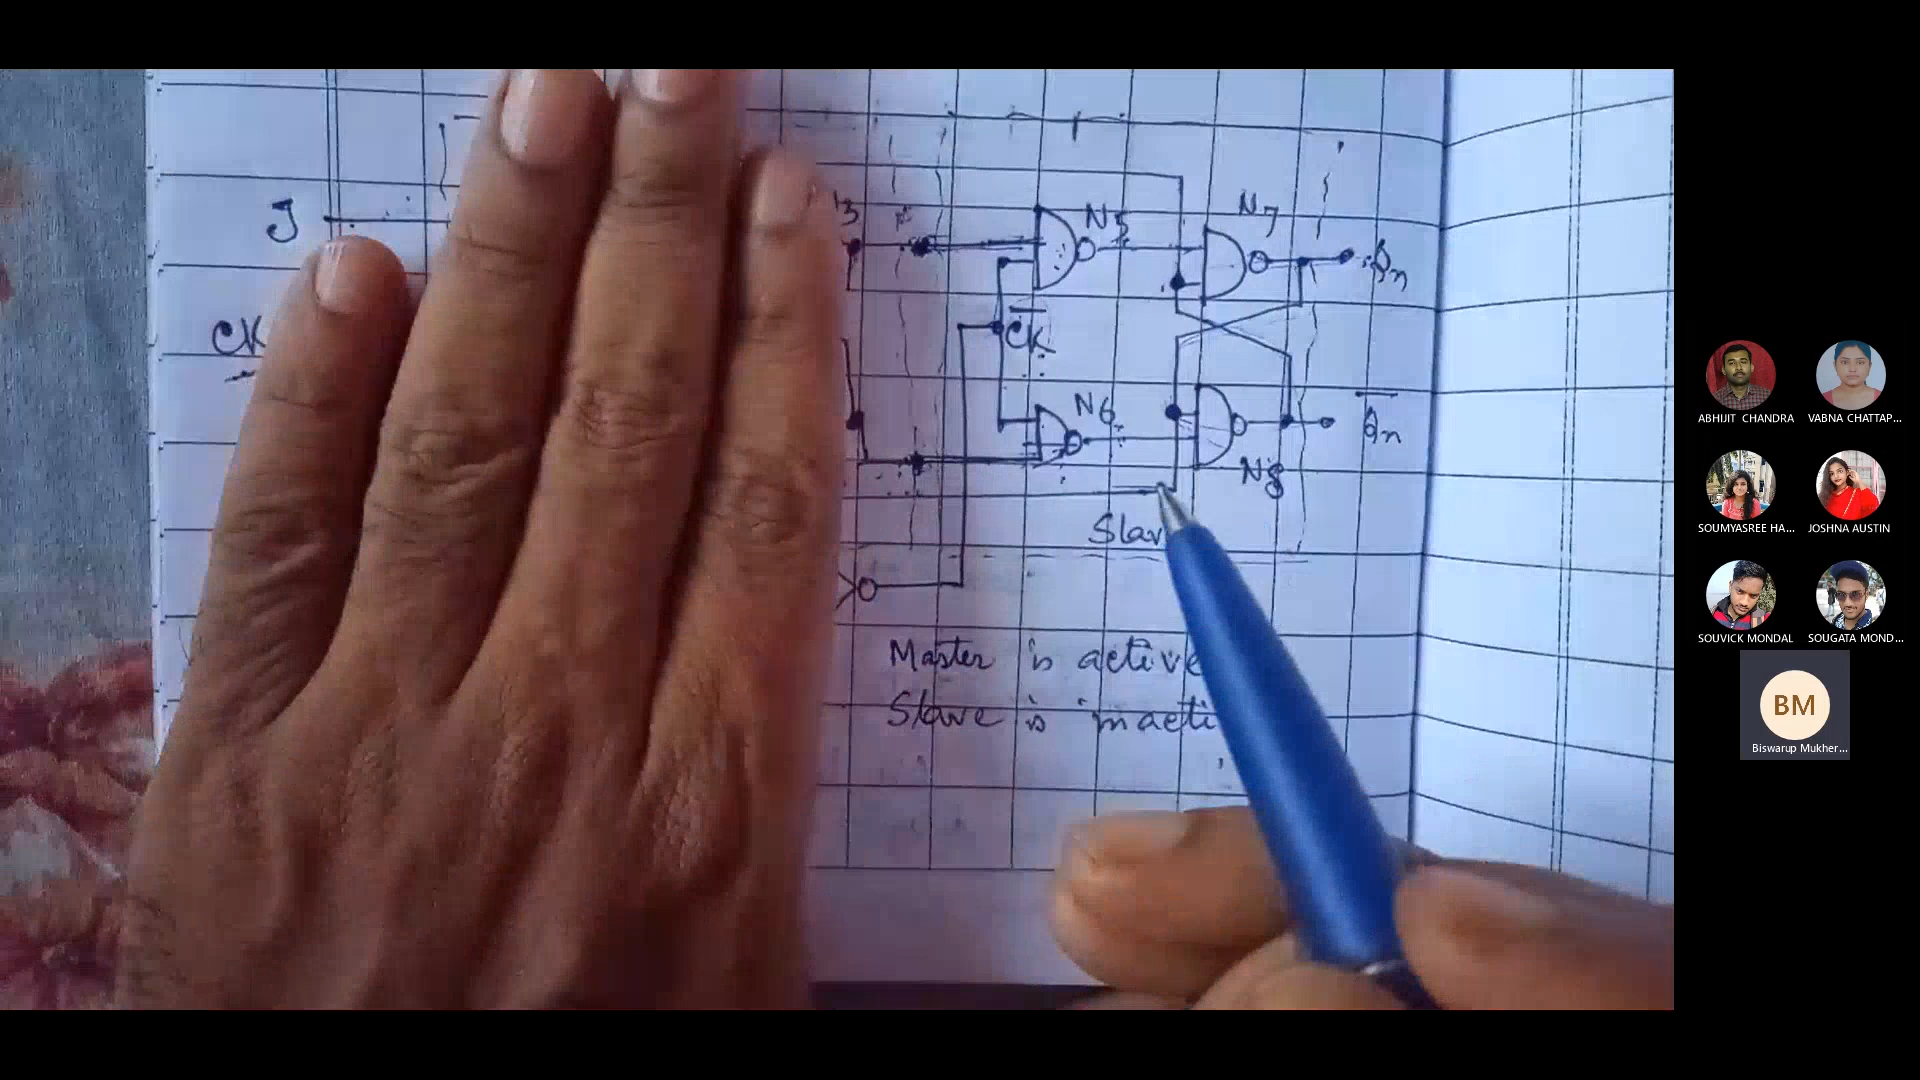 J
N5
N7
Qn
CK
CK
N6
Qn
N8
Slav
Master is active
Slave is inacti
ABHIJIT CHANDRA
VABNA CHATTAP...
SOUMYASREE HA...
JOSHNA AUSTIN
SOUVICK MONDAL
SOUGATA MOND...
BM
Biswarup Mukher...